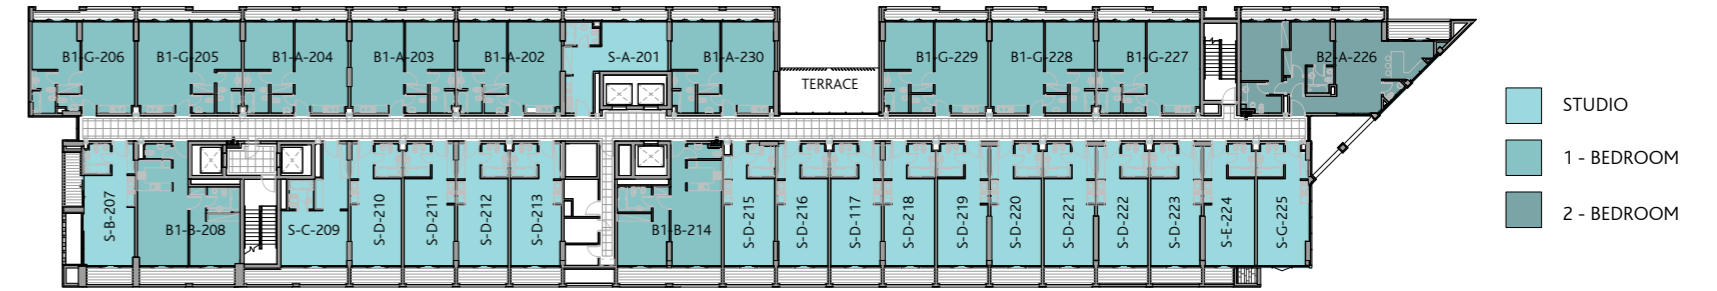 B1-G-206
B1-G-205
B1-A-204
B1-A-203
B1-A-202
S-A-201
B1-A-230
TERRACE
B1-G-229
B1-G-228
B1-G-227
B2-A-226
S-B-207
B1-B-208
S-C-209
S-D-210
S-D-211
S-D-212
S-D-213
B1-B-214
S-D-215
S-D-216
S-D-117
S-D-218
S-D-219
S-D-220
S-D-221
S-D-222
S-D-223
S-E-224
S-G-225
STUDIO
1 - BEDROOM
2 - BEDROOM